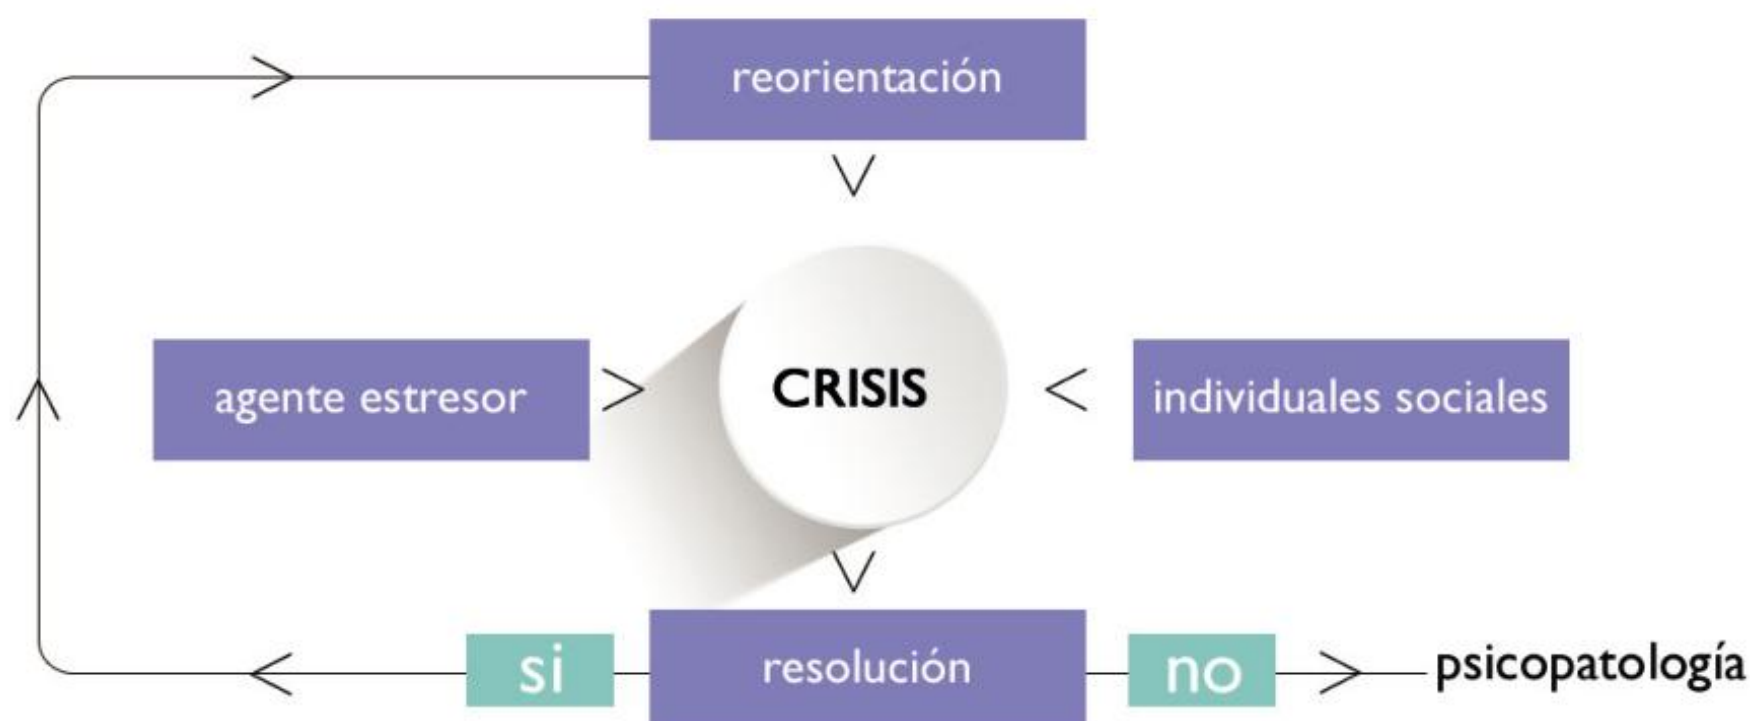 reorientación
agente estresor
CRISIS
individuales sociales
si
resolución
no
psicopatología